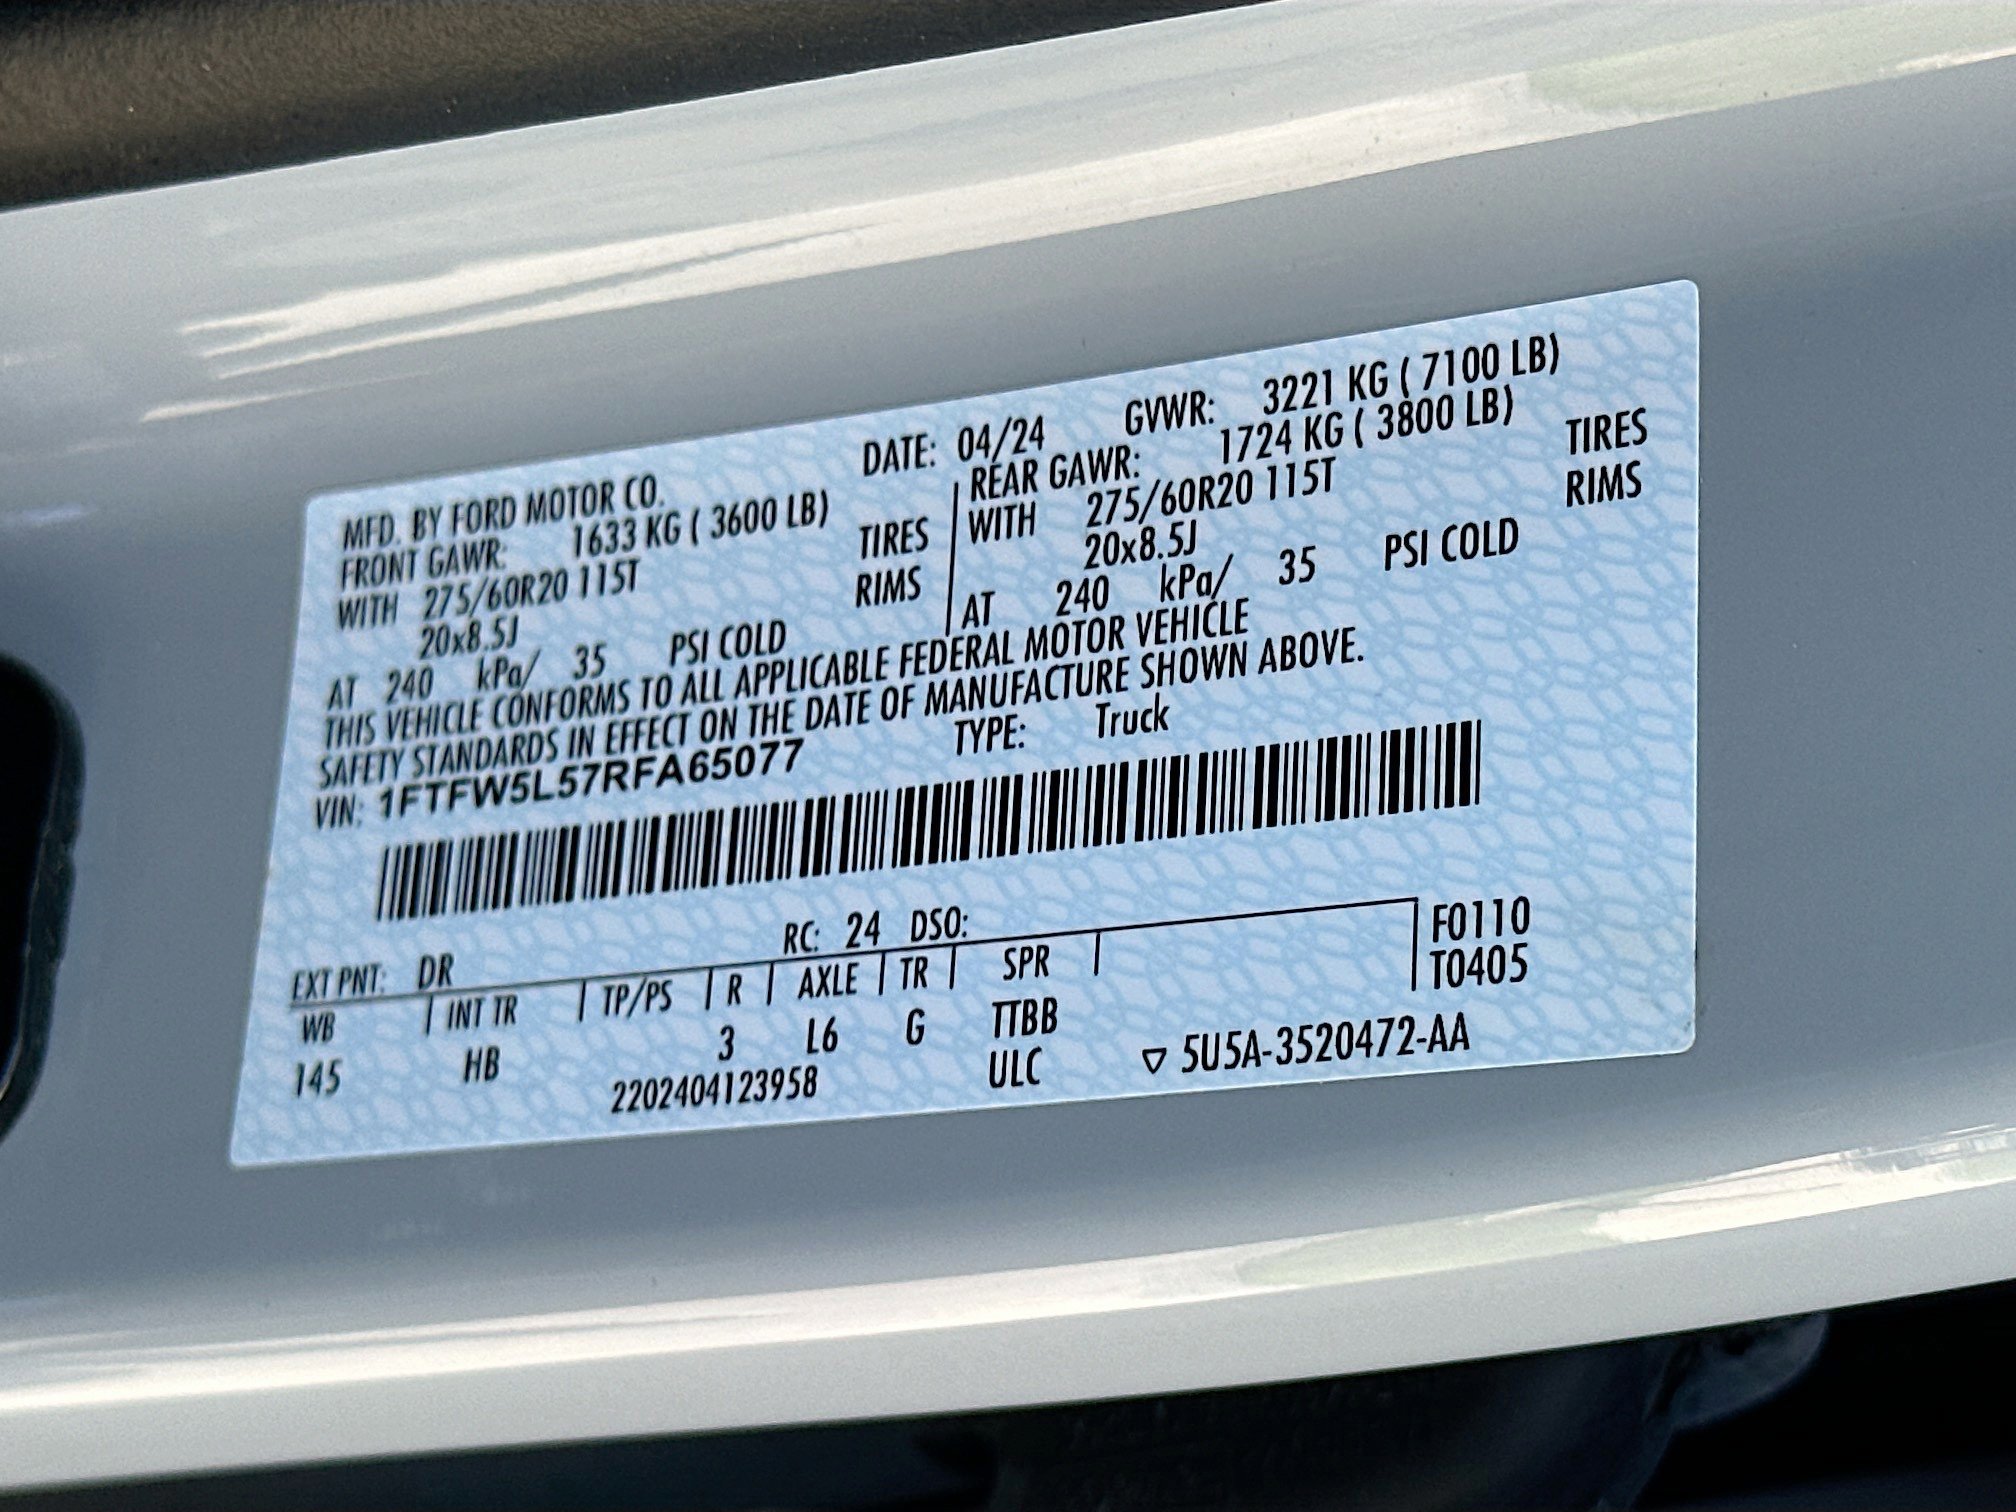 MFD. BY FORD MOTOR CO. DATE: 04/24 GVWR: 3221 KG ( 7100 LB)
FRONT GAWR: 1633 KG ( 3600 LB) REAR GAWR: 1724 KG ( 3800 LB)
WITH 275/60R20 115T TIRES WITH 275/60R20 115T TIRES
20x8.5J RIMS 20x8.5J RIMS
AT 240 kPa/ 35 PSI COLD AT 240 kPa/ 35 PSI COLD
THIS VEHICLE CONFORMS TO ALL APPLICABLE FEDERAL MOTOR VEHICLE
SAFETY STANDARDS IN EFFECT ON THE DATE OF MANUFACTURE SHOWN ABOVE.
VIN: 1FTFW5L57RFA65077 TYPE: Truck
EXT PNT: DR RC: 24 DSO: F0110
WB INT TR TP/PS R AXLE TR SPR T0405
145 HB 3 L6 G TTBB
2202404123958 ULC ▽ 5U5A-3520472-AA